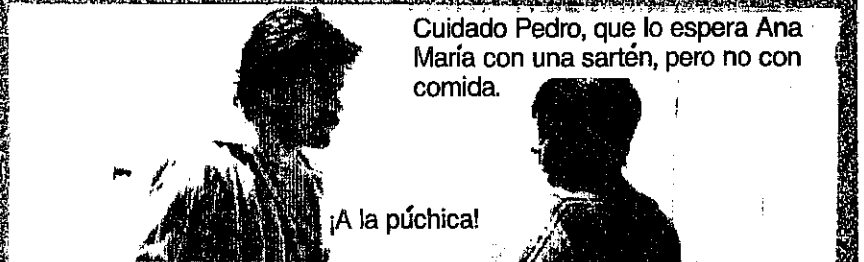 Cuidado Pedro, que lo espera Ana
María con una sartén, pero no con
comida.
¡A la púchica!